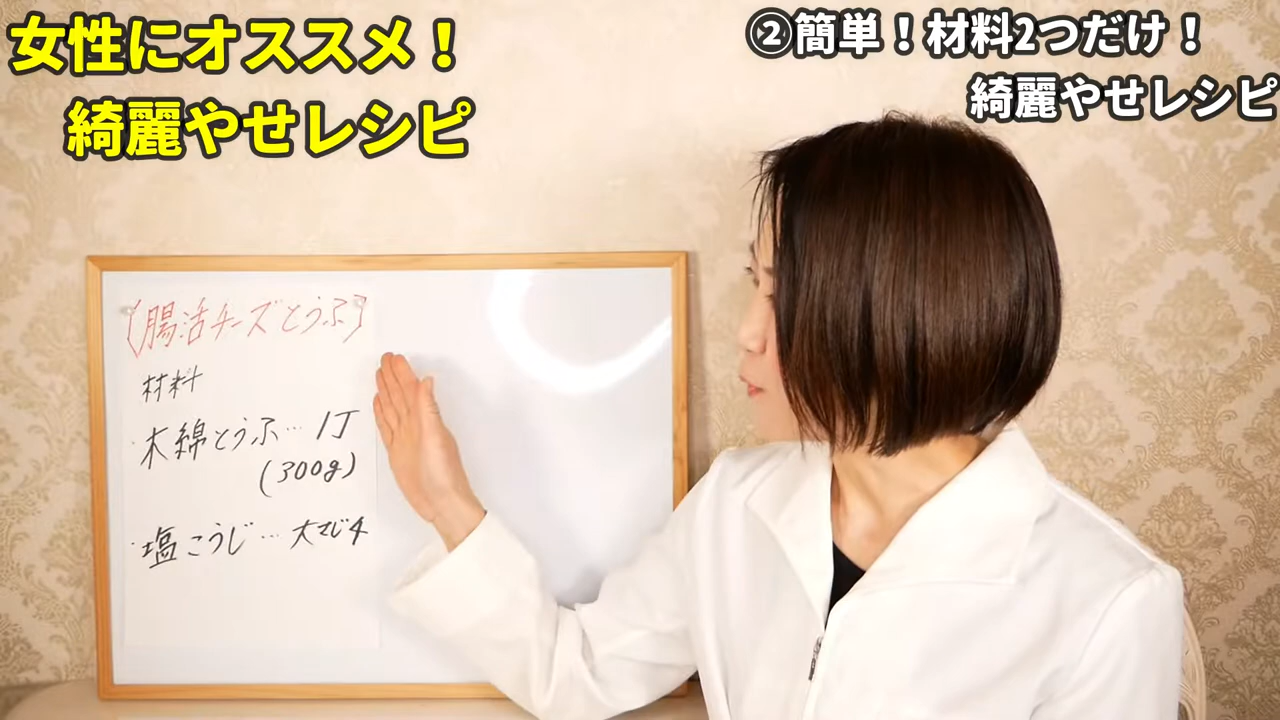 女性にオススメ！
綺麗やせレシピ
②簡単！材料2つだけ！
綺麗やせレシピ
〔腸活チーズとうふ〕
材料
・木綿とうふ…1丁
(300g)
・塩こうじ…大さじ4